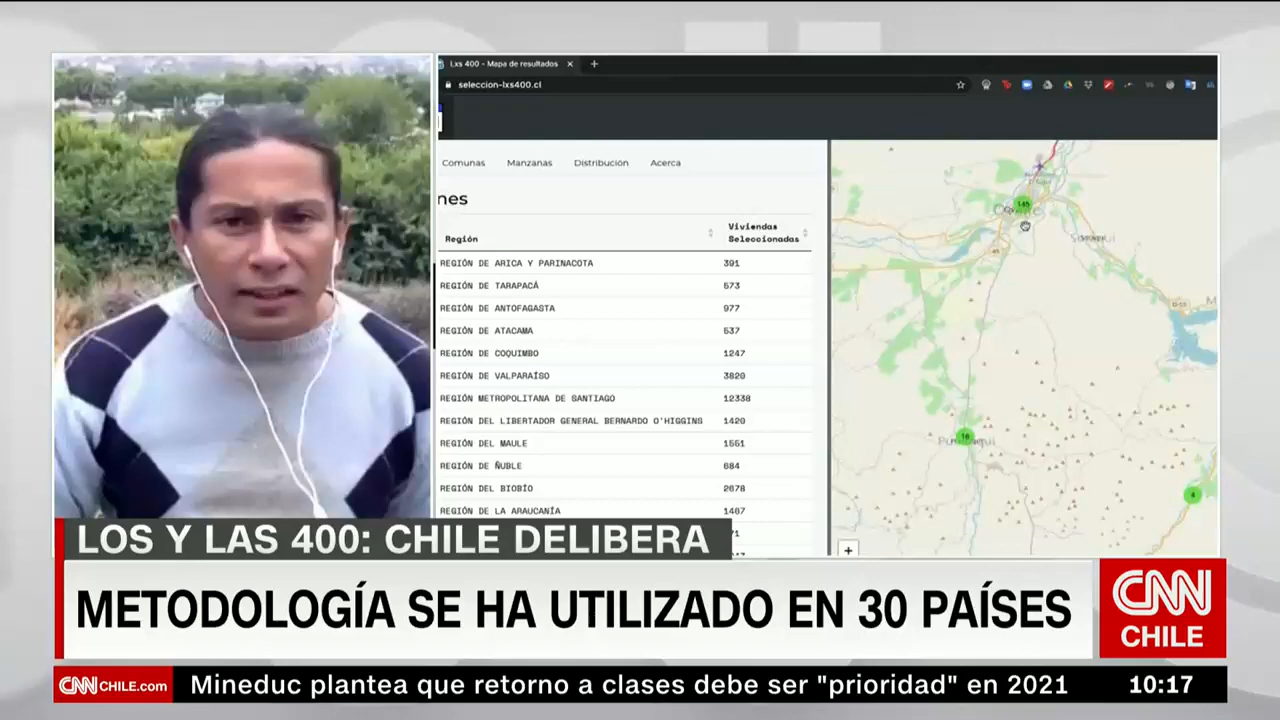 Lxs 400 - Mapa de resultados
seleccion-lxs400.cl
Comunas Manzanas Distribución Acerca
nes
Región Viviendas Seleccionadas
REGIÓN DE ARICA Y PARINACOTA 391
REGIÓN DE TARAPACÁ 573
REGIÓN DE ANTOFAGASTA 977
REGIÓN DE ATACAMA 537
REGIÓN DE COQUIMBO 1247
REGIÓN DE VALPARAÍSO 3820
REGIÓN METROPOLITANA DE SANTIAGO 12338
REGIÓN DEL LIBERTADOR GENERAL BERNARDO O'HIGGINS 1420
REGIÓN DEL MAULE 1551
REGIÓN DE ÑUBLE 684
REGIÓN DEL BIOBÍO 2678
REGIÓN DE LA ARAUCANÍA 1467
145
16
4
+
LOS Y LAS 400: CHILE DELIBERA
METODOLOGÍA SE HA UTILIZADO EN 30 PAÍSES
CNN
CHILE
CNNCHILE.com Mineduc plantea que retorno a clases debe ser "prioridad" en 2021 10:17